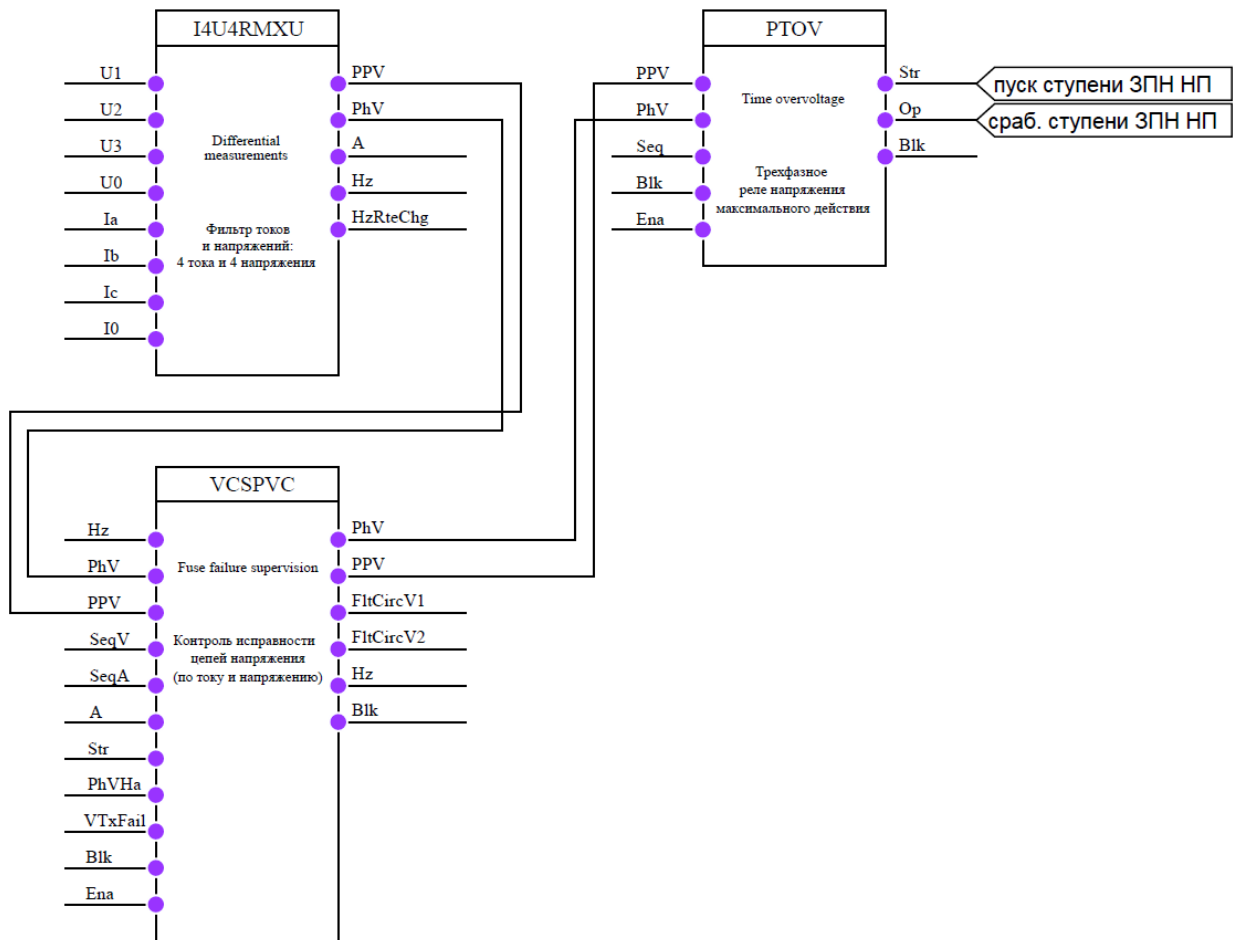 I4U4RMXU
U1
U2
U3
U0
Ia
Ib
Ic
I0
Differential
measurements
Фильтр токов
и напряжений:
4 тока и 4 напряжения
PPV
PhV
A
Hz
HzRteChg
PTOV
PPV
PhV
Seq
Blk
Ena
Time overvoltage
Трехфазное
реле напряжения
максимального действия
Str
Op
Blk
пуск ступени ЗПН НП
сраб. ступени ЗПН НП
VCSPVC
Hz
PhV
PPV
SeqV
SeqA
A
Str
PhVHa
VTxFail
Blk
Ena
Fuse failure supervision
Контроль исправности
цепей напряжения
(по току и напряжению)
PhV
PPV
FltCircV1
FltCircV2
Hz
Blk